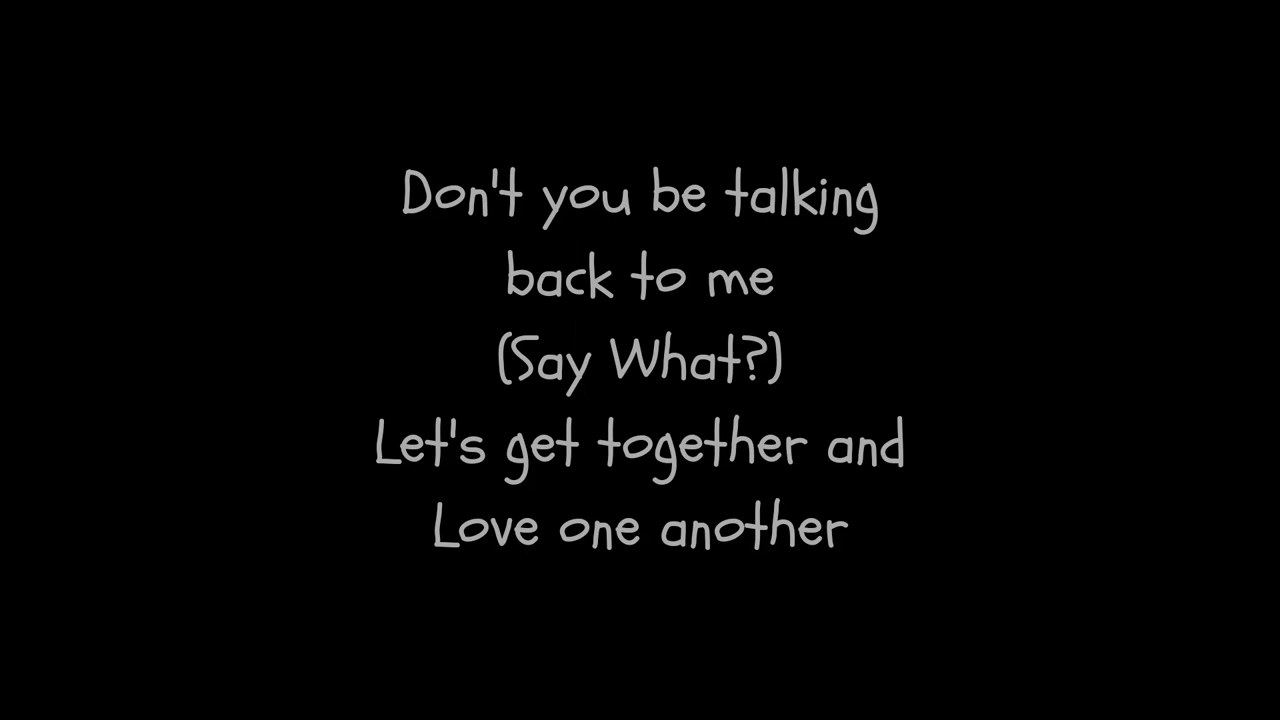 Don't you be talking
back to me
(Say What?)
Let's get together and
Love one another